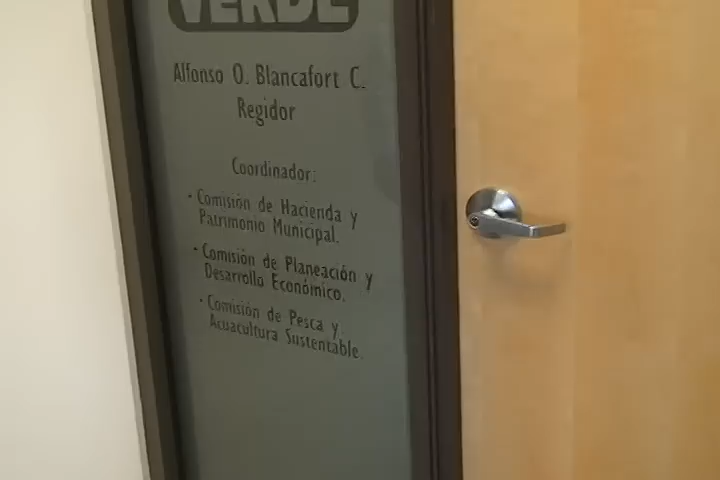 VERDE
Alfonso O. Blancafort C.
Regidor
Coordinador:
· Comisión de Hacienda y
Patrimonio Municipal.
· Comisión de Planeación y
Desarrollo Económico.
· Comisión de Pesca y
Acuacultura Sustentable.